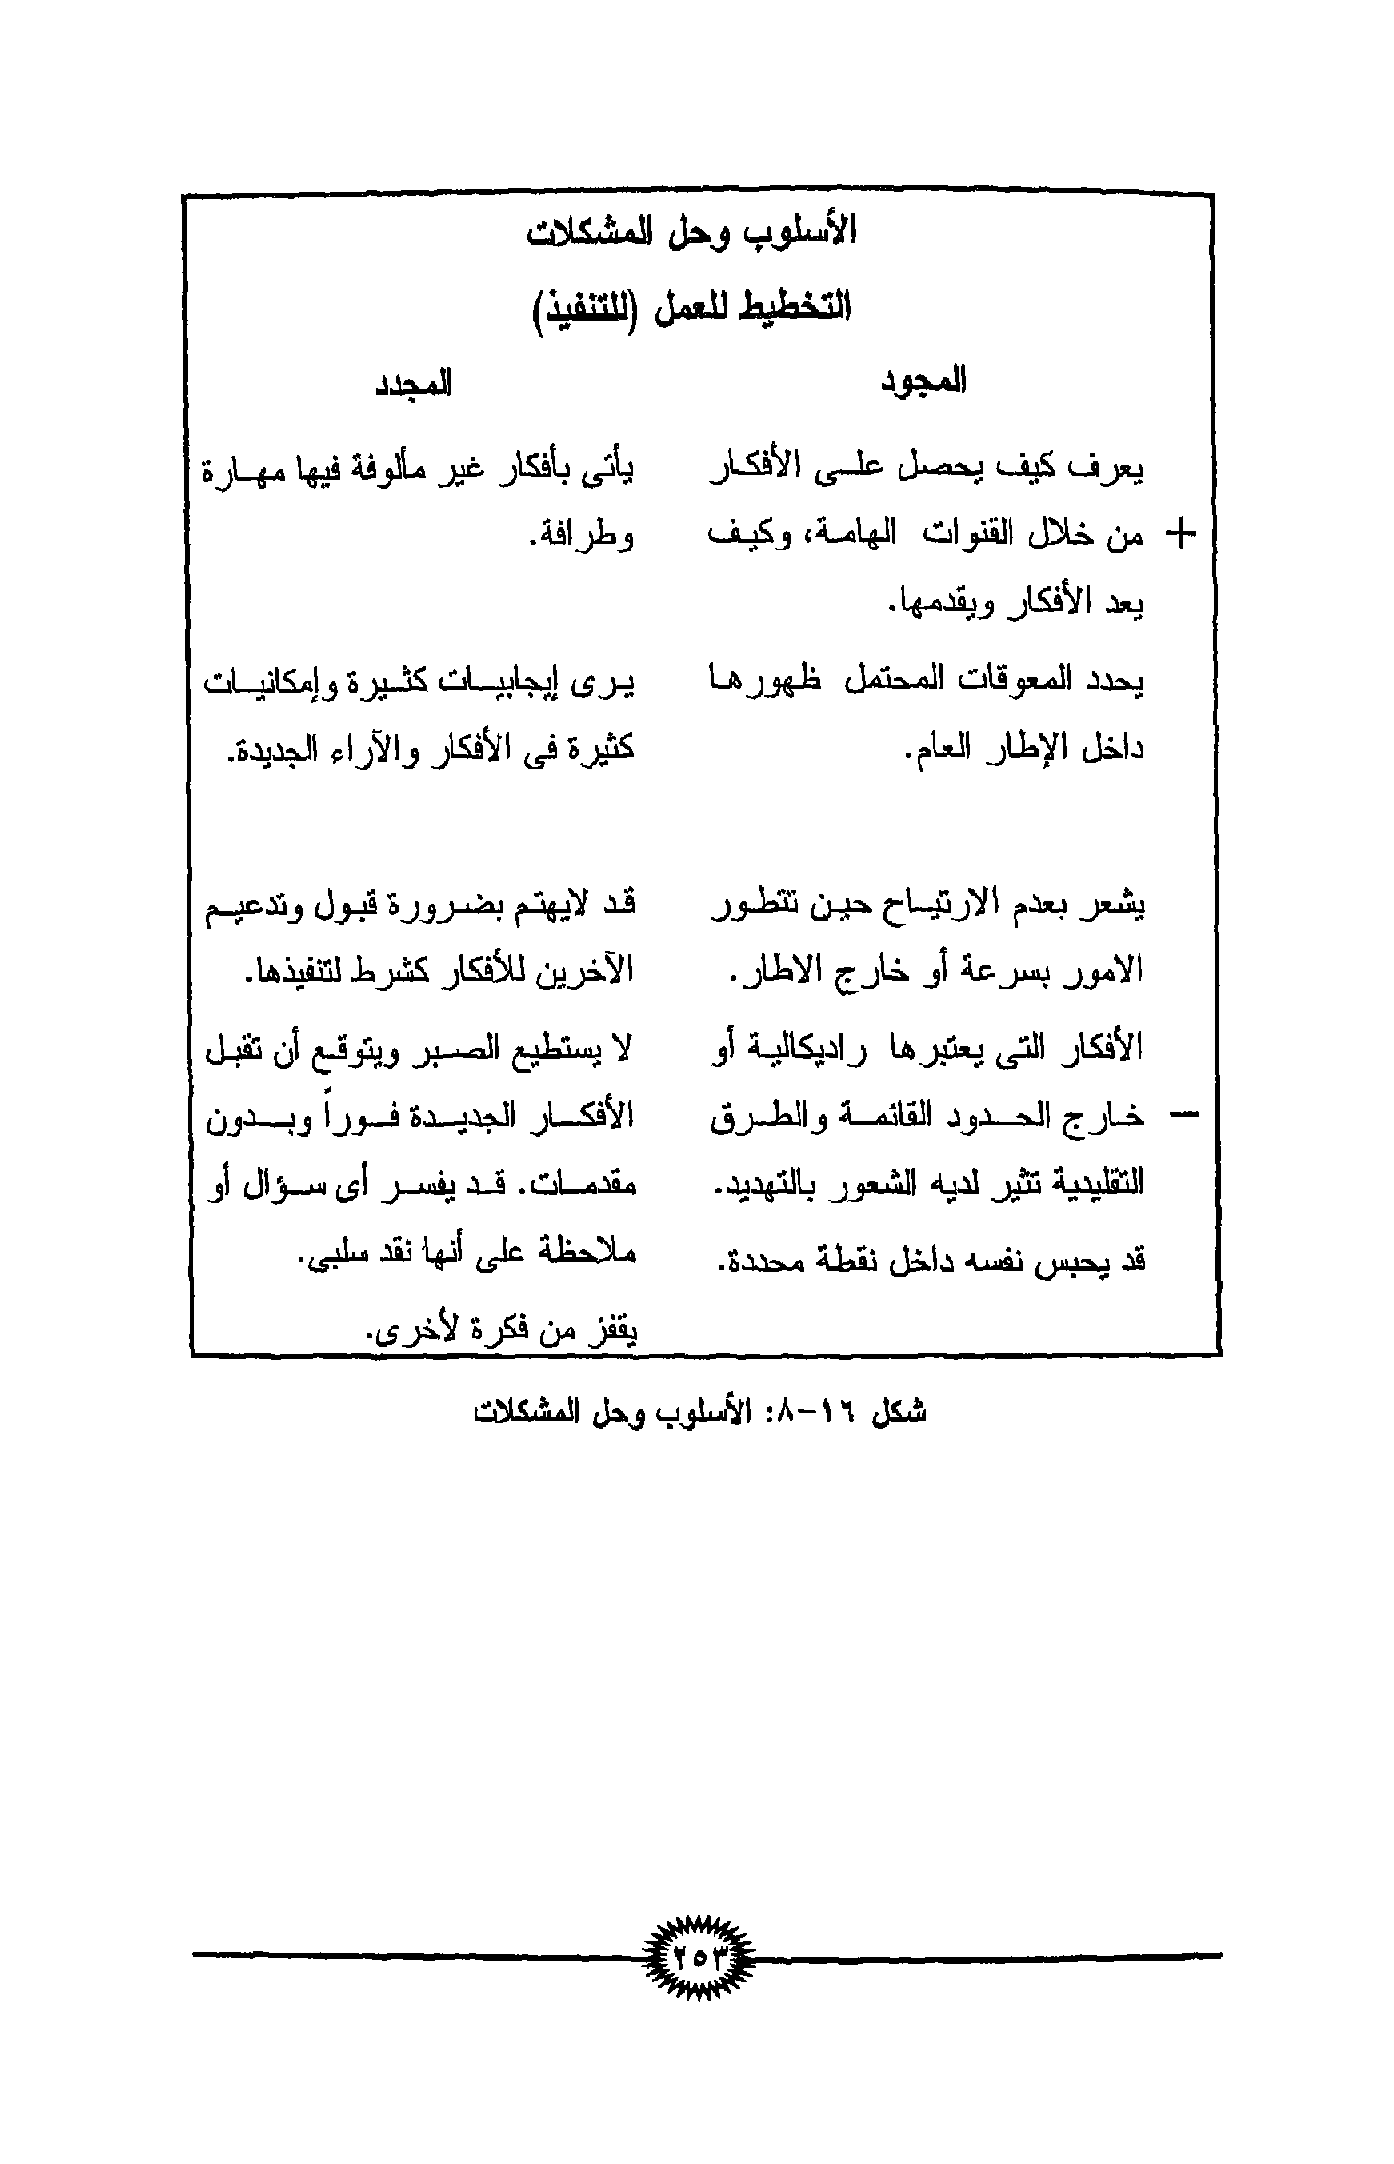 الأسلوب وحل المشكلات
التخطيط للعمل (للتنفيذ)
المجود
المجدد
يعرف كيف يحصل على الأفكار
+ من خلال القنوات الهامة، وكيف
يعد الأفكار ويقدمها.
يأتى بأفكار غير مألوفة فيها مهارة
وطرافة.
يحدد المعوقات المحتمل ظهورها
داخل الإطار العام.
يرى إيجابيات كثيرة وإمكانيات
كثيرة فى الأفكار والآراء الجديدة.
يشعر بعدم الارتياح حين تتطور
الامور بسرعة أو خارج الاطار.
الأفكار التى يعتبرها راديكالية أو
– خارج الحدود القائمة والطرق
التقليدية تثير لديه الشعور بالتهديد.
قد يحبس نفسه داخل نقطة محددة.
قد لايهتم بضرورة قبول وتدعيم
الآخرين للأفكار كشرط لتنفيذها.
لا يستطيع الصبر ويتوقع أن تقبل
الأفكار الجديدة فوراً وبدون
مقدمات. قد يفسر أى سؤال أو
ملاحظة على أنها نقد سلبى.
يقفز من فكرة لأخرى.
شكل ١٦-٨: الأسلوب وحل المشكلات
٢٥٣